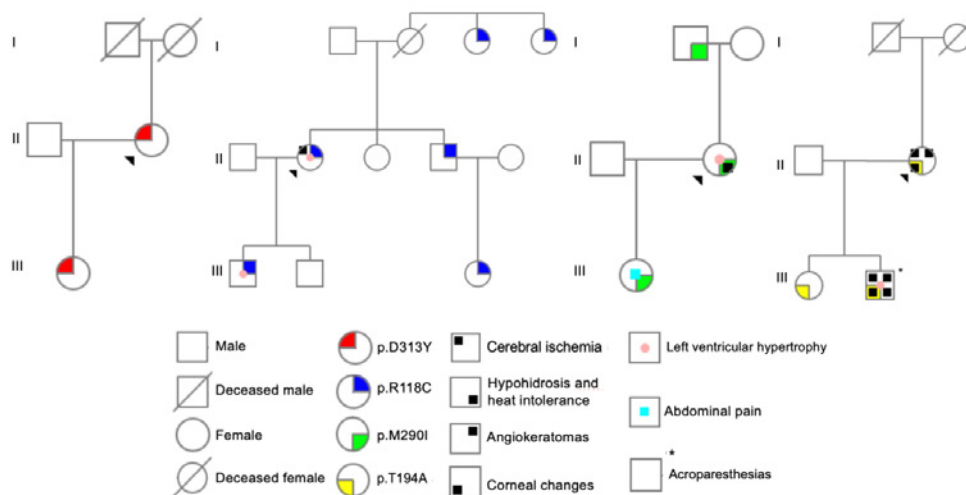 I
I
I
I
II
II
II
II
III
III
III
III
*
Male
p.D313Y
Cerebral ischemia
Left ventricular hypertrophy
Deceased male
p.R118C
Hypohidrosis and
heat intolerance
Abdominal pain
Female
p.M290I
Angiokeratomas
*
Acroparesthesias
Deceased female
p.T194A
Corneal changes